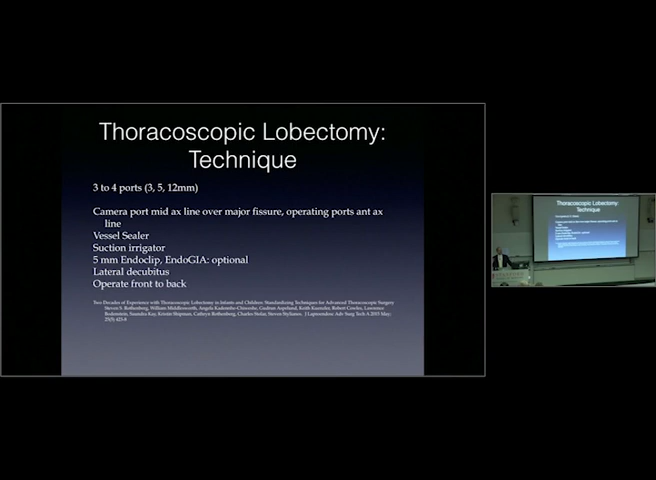 Thoracoscopic Lobectomy:
Technique
3 to 4 ports (3, 5, 12mm)
Camera port mid ax line over major fissure, operating ports ant ax
line
Vessel Sealer
Suction irrigator
5 mm Endoclip, EndoGIA: optional
Lateral decubitus
Operate front to back
Two Decades of Experience with Thoracoscopic Lobectomy in Infants and Children: Standardizing Techniques for Advanced Thoracoscopic Surgery
Steven S. Rothenberg, William Middlesworth, Angela Kadenhe-Chiweshe, Gudrun Aspelund, Keith Kuenzler, Robert Cowles, Lawrence
Bodenstein, Saundra Kay, Kirstin Shipman, Cathryn Rothenberg, Charles Stolar, Steven Stylianos. J Laparoendosc Adv Surg Tech A 2015 May;
25(5) 423-8
Thoracoscopic Lobectomy:
Technique